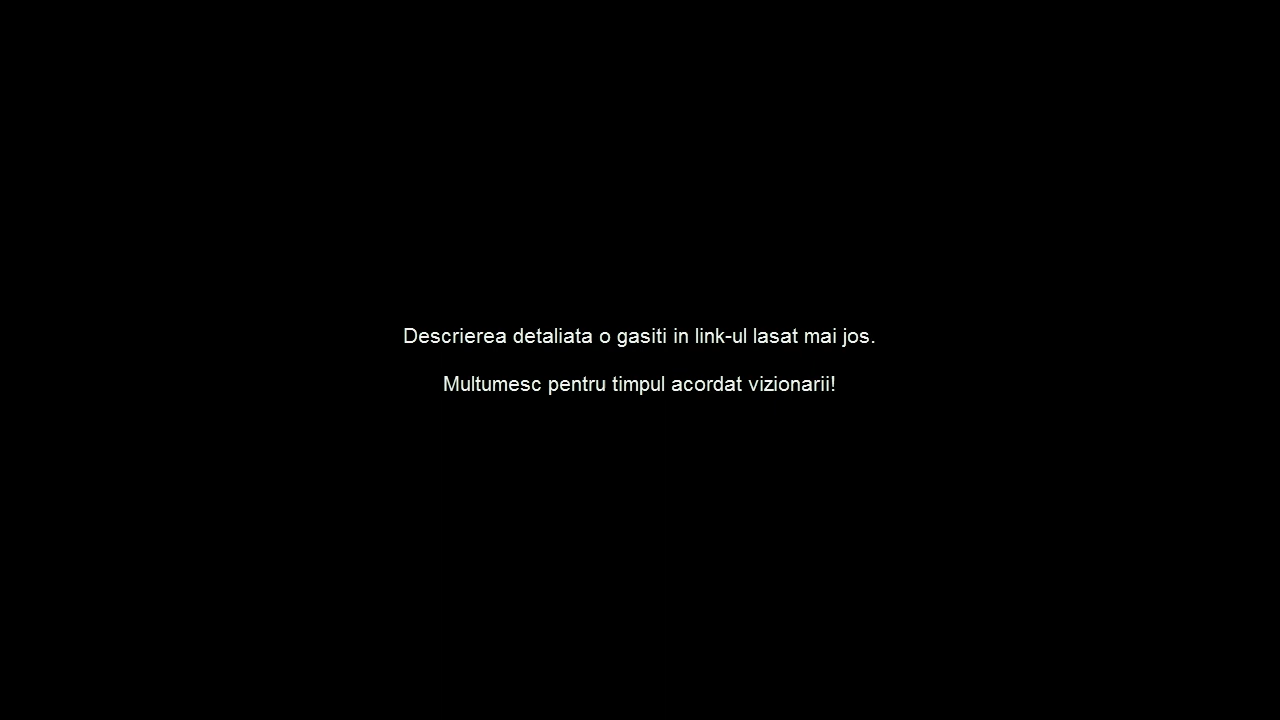 Descrierea detaliata o gasiti in link-ul lasat mai jos.
Multumesc pentru timpul acordat vizionarii!